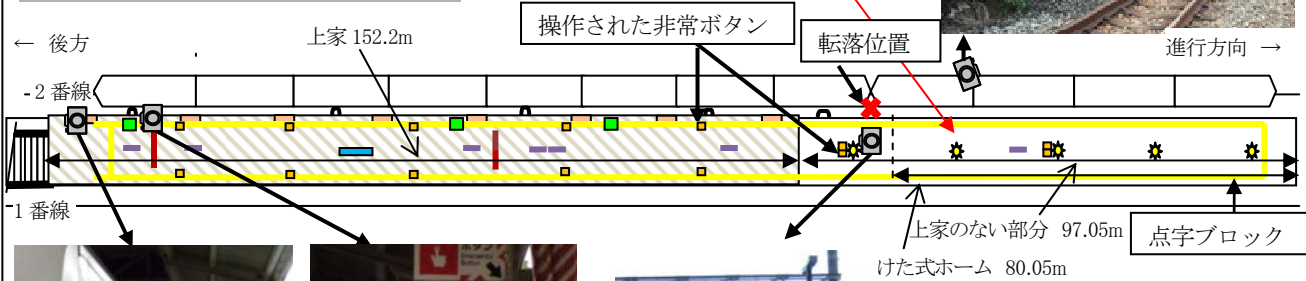 操作された非常ボタン
← 後方
上家 152.2m
転落位置
進行方向 →
-2 番線
1 番線
上家のない部分 97.05m
点字ブロック
けた式ホーム 80.05m